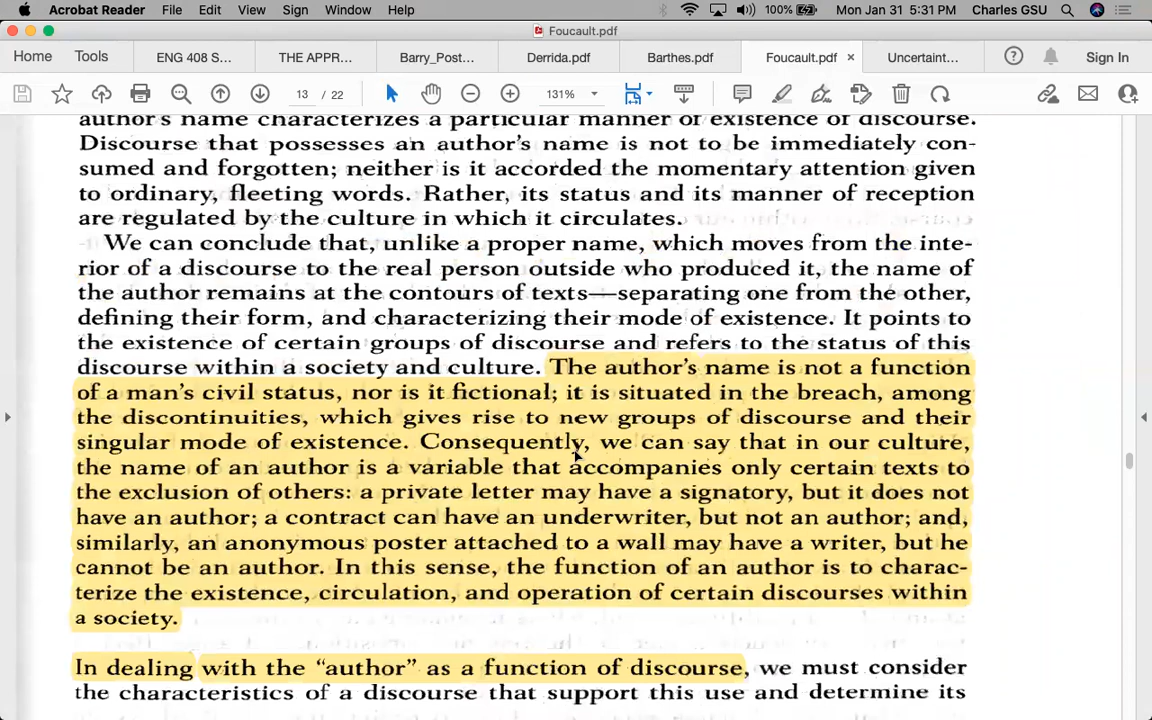 Acrobat Reader File Edit View Sign Window Help 100% Mon Jan 31 5:31 PM Charles GSU
Foucault.pdf
Home Tools ENG 408 S... THE APPR... Barry_Post... Derrida.pdf Barthes.pdf Foucault.pdf × Uncertaint... Sign In
13 / 22 131%
author's name characterizes a particular manner of existence of discourse.
Discourse that possesses an author's name is not to be immediately con-
sumed and forgotten; neither is it accorded the momentary attention given
to ordinary, fleeting words. Rather, its status and its manner of reception
are regulated by the culture in which it circulates.
We can conclude that, unlike a proper name, which moves from the inte-
rior of a discourse to the real person outside who produced it, the name of
the author remains at the contours of texts—separating one from the other,
defining their form, and characterizing their mode of existence. It points to
the existence of certain groups of discourse and refers to the status of this
discourse within a society and culture. The author's name is not a function
of a man's civil status, nor is it fictional; it is situated in the breach, among
the discontinuities, which gives rise to new groups of discourse and their
singular mode of existence. Consequently, we can say that in our culture,
the name of an author is a variable that accompanies only certain texts to
the exclusion of others: a private letter may have a signatory, but it does not
have an author; a contract can have an underwriter, but not an author; and,
similarly, an anonymous poster attached to a wall may have a writer, but he
cannot be an author. In this sense, the function of an author is to charac-
terize the existence, circulation, and operation of certain discourses within
a society.
In dealing with the “author” as a function of discourse, we must consider
the characteristics of a discourse that support this use and determine its